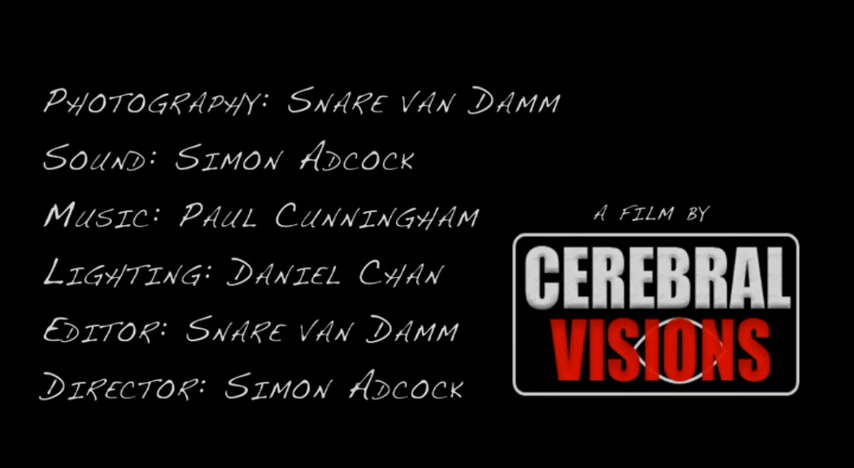 Photography: Snare van Damm
Sound: Simon Adcock
Music: Paul Cunningham
Lighting: Daniel Chan
Editor: Snare van Damm
Director: Simon Adcock
A film by
CEREBRAL
VISIONS